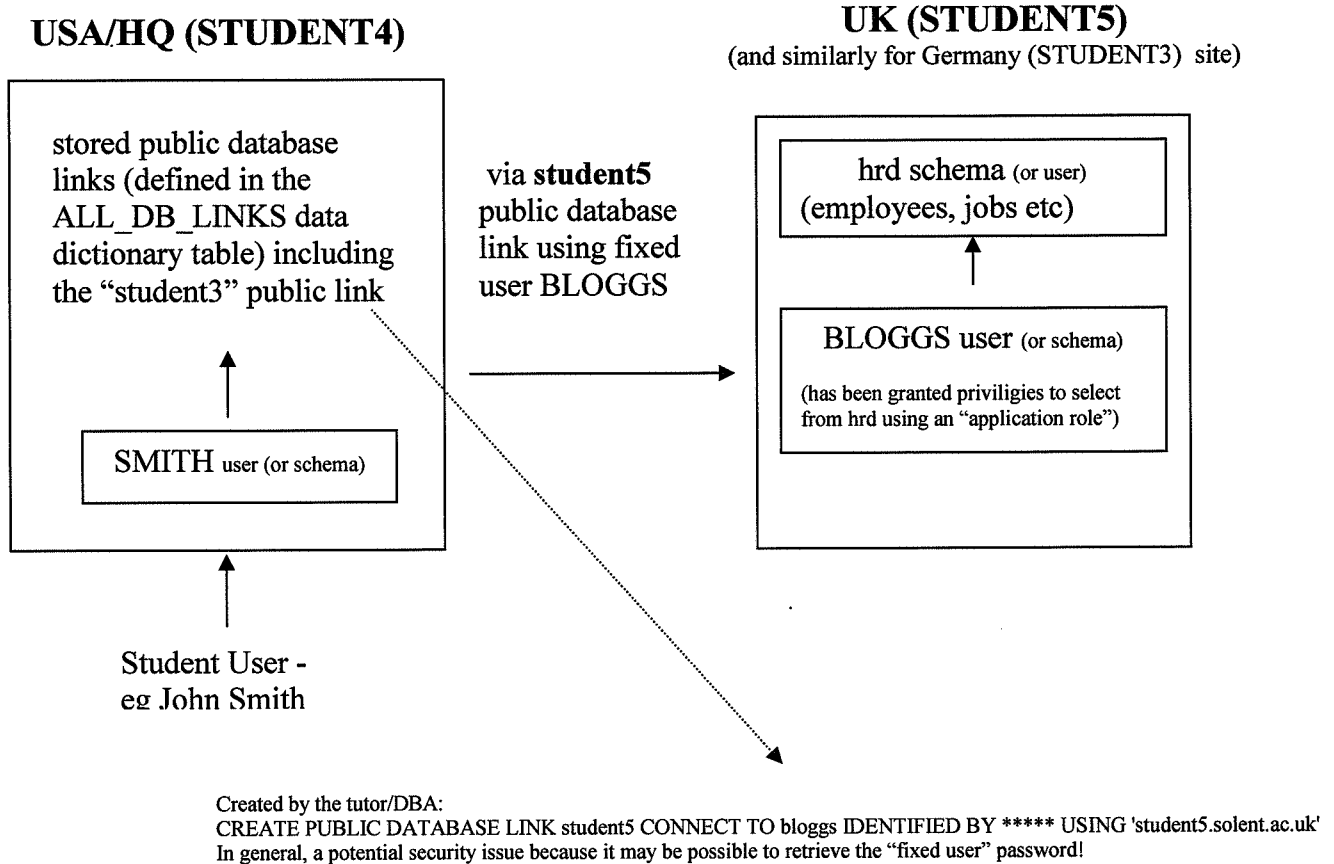 USA/HQ (STUDENT4)
UK (STUDENT5)
(and similarly for Germany (STUDENT3) site)
stored public database
links (defined in the
ALL_DB_LINKS data
dictionary table) including
the “student3” public link
SMITH user (or schema)
Student User -
eg John Smith
via student5
public database
link using fixed
user BLOGGS
hrd schema (or user)
(employees, jobs etc)
BLOGGS user (or schema)
(has been granted priviligies to select
from hrd using an “application role”)
Created by the tutor/DBA:
CREATE PUBLIC DATABASE LINK student5 CONNECT TO bloggs IDENTIFIED BY ***** USING 'student5.solent.ac.uk'
In general, a potential security issue because it may be possible to retrieve the “fixed user” password!